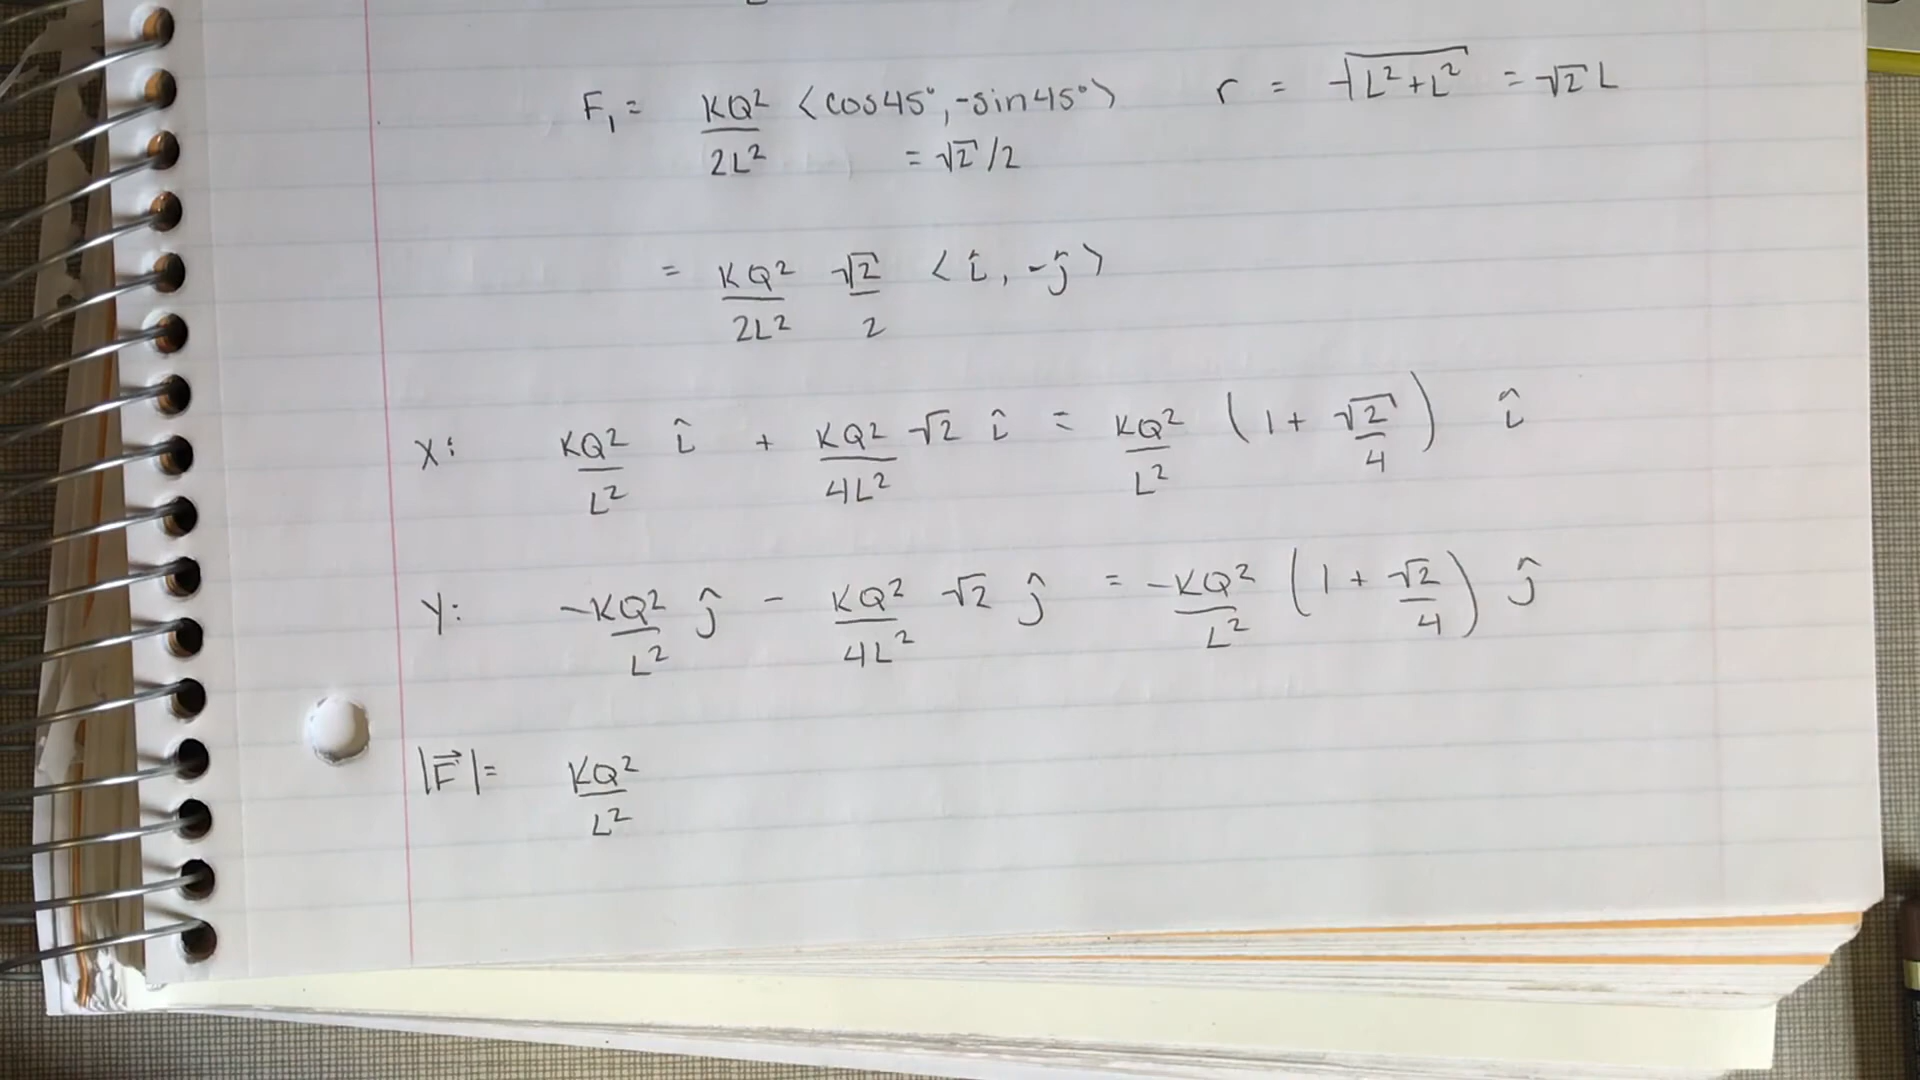 F₁ = KQ²/2L² ⟨cos45°, -sin45°⟩ r = √(L²+L²) = √2 L
= √2/2
= KQ²/2L² √2/2 ⟨î, -ĵ⟩
X: KQ²/L² î + KQ²/4L² √2 î = KQ²/L² (1 + √2/4) î
Y: -KQ²/L² ĵ - KQ²/4L² √2 ĵ = -KQ²/L² (1 + √2/4) ĵ
|F⃗| = KQ²/L²